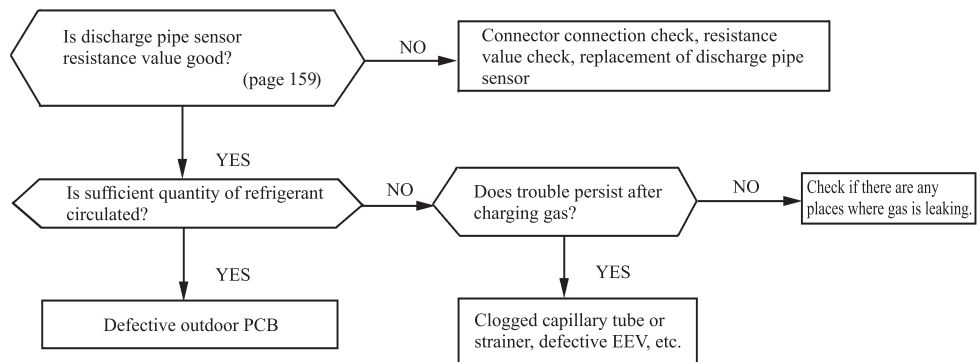 Is discharge pipe sensor
resistance value good?
(page 159)
NO
Connector connection check, resistance
value check, replacement of discharge pipe
sensor
YES
Is sufficient quantity of refrigerant
circulated?
NO
Does trouble persist after
charging gas?
NO
Check if there are any
places where gas is leaking.
YES
Defective outdoor PCB
YES
Clogged capillary tube or
strainer, defective EEV, etc.